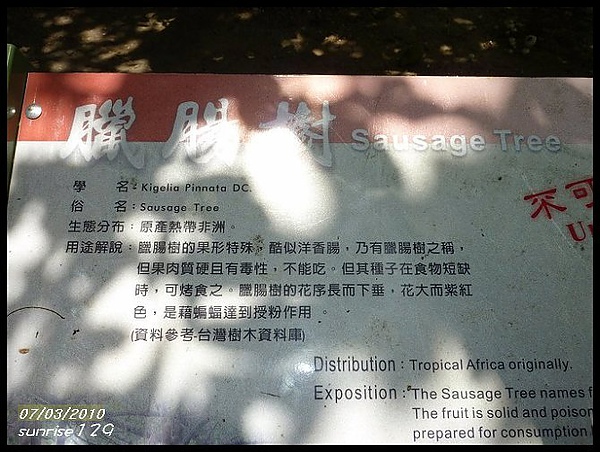 臘腸樹 Sausage Tree
學 名：Kigelia Pinnata DC.
俗 名：Sausage Tree
生態分布：原產熱帶非洲。
用途解說：臘腸樹的果形特殊，酷似洋香腸，乃有臘腸樹之稱，
但果肉質硬且有毒性，不能吃。但其種子在食物短缺
時，可烤食之。臘腸樹的花序長而下垂，花大而紫紅
色，是藉蝙蝠達到授粉作用。
(資料參考-台灣樹木資料庫)
采可
Distribution：Tropical Africa originally.
Exposition：The Sausage Tree names
The fruit is solid and poison
prepared for consumption
07/03/2010
sunrise129